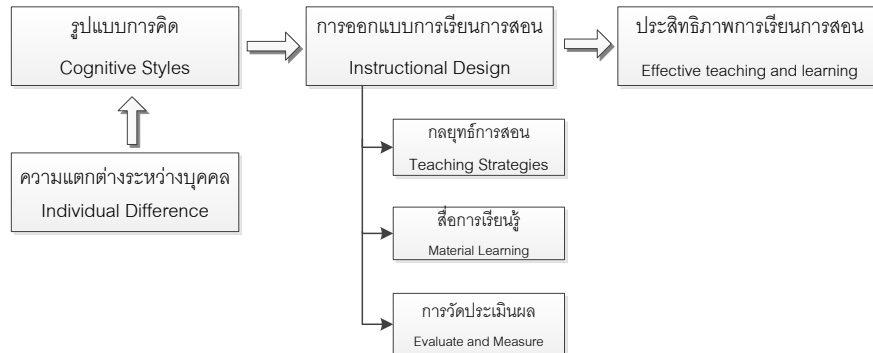 รูปแบบการคิด
Cognitive Styles
การออกแบบการเรียนการสอน
Instructional Design
ประสิทธิภาพการเรียนการสอน
Effective teaching and learning
ความแตกต่างระหว่างบุคคล
Individual Difference
กลยุทธ์การสอน
Teaching Strategies
สื่อการเรียนรู้
Material Learning
การวัดประเมินผล
Evaluate and Measure